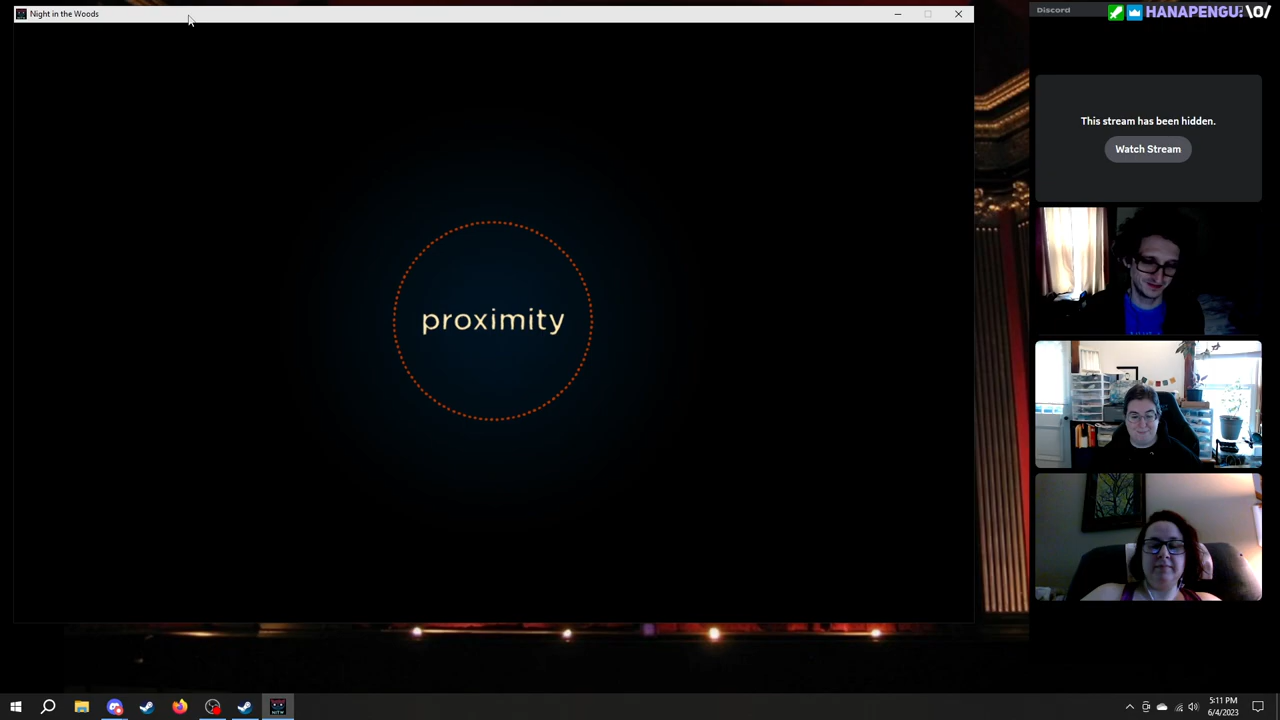 Night in the Woods
Discord
HANAPENGU! \O/
This stream has been hidden.
Watch Stream
proximity
NITW
5:11 PM
6/4/2023